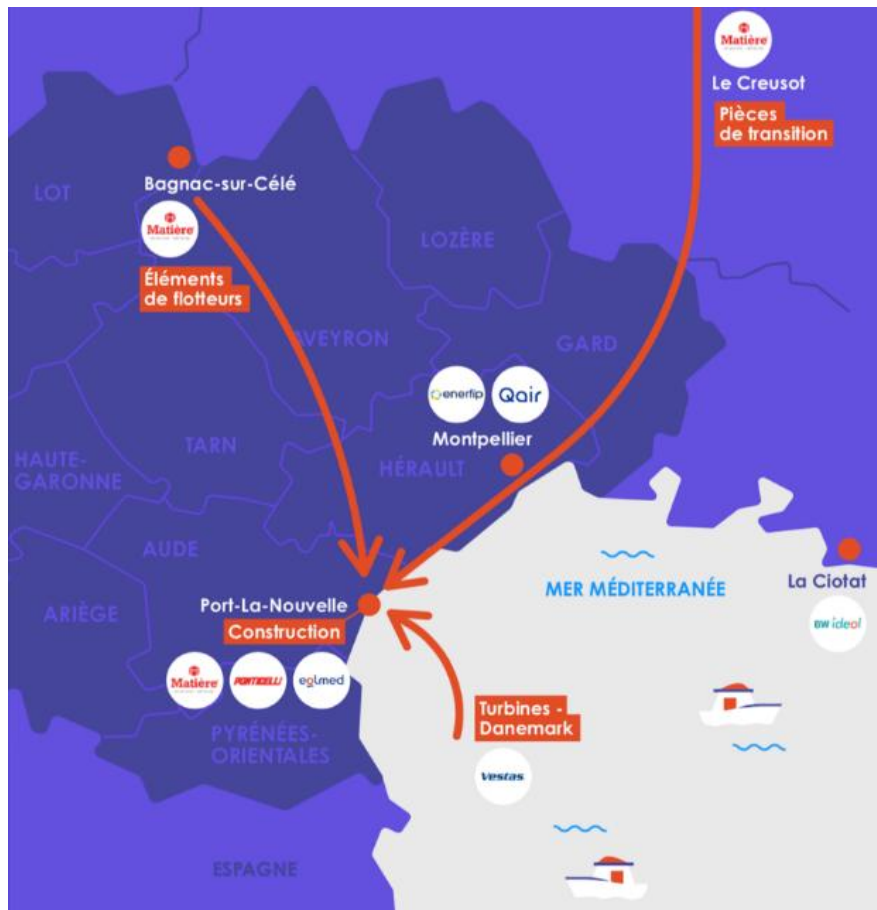 Matière
Le Creusot
Pièces
de transition
Bagnac-sur-Célé
LOT
Matière
LOZÈRE
Éléments
de flotteurs
AVEYRON
GARD
enerfip
Qair
Montpellier
TARN
HÉRAULT
HAUTE-
GARONNE
AUDE
MER MÉDITERRANÉE
La Ciotat
ARIÈGE
Port-La-Nouvelle
Construction
BW ideol
Matière
PONTICELLI
eolmed
Turbines -
Danemark
PYRÉNÉES-
ORIENTALES
Vestas
ESPAGNE